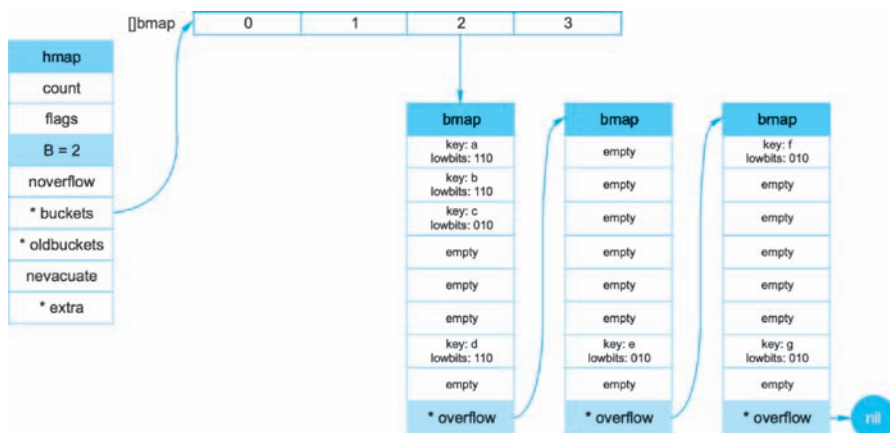 []bmap 0 1 2 3
hmap
count
flags
B = 2
noverflow
* buckets
* oldbuckets
nevacuate
* extra
bmap
key: a
lowbits: 110
key: b
lowbits: 110
key: c
lowbits: 010
empty
empty
empty
key: d
lowbits: 110
empty
* overflow
bmap
empty
empty
empty
empty
empty
empty
key: e
lowbits: 010
empty
* overflow
bmap
key: f
lowbits: 010
empty
empty
empty
empty
empty
key: g
lowbits: 010
empty
* overflow
nil